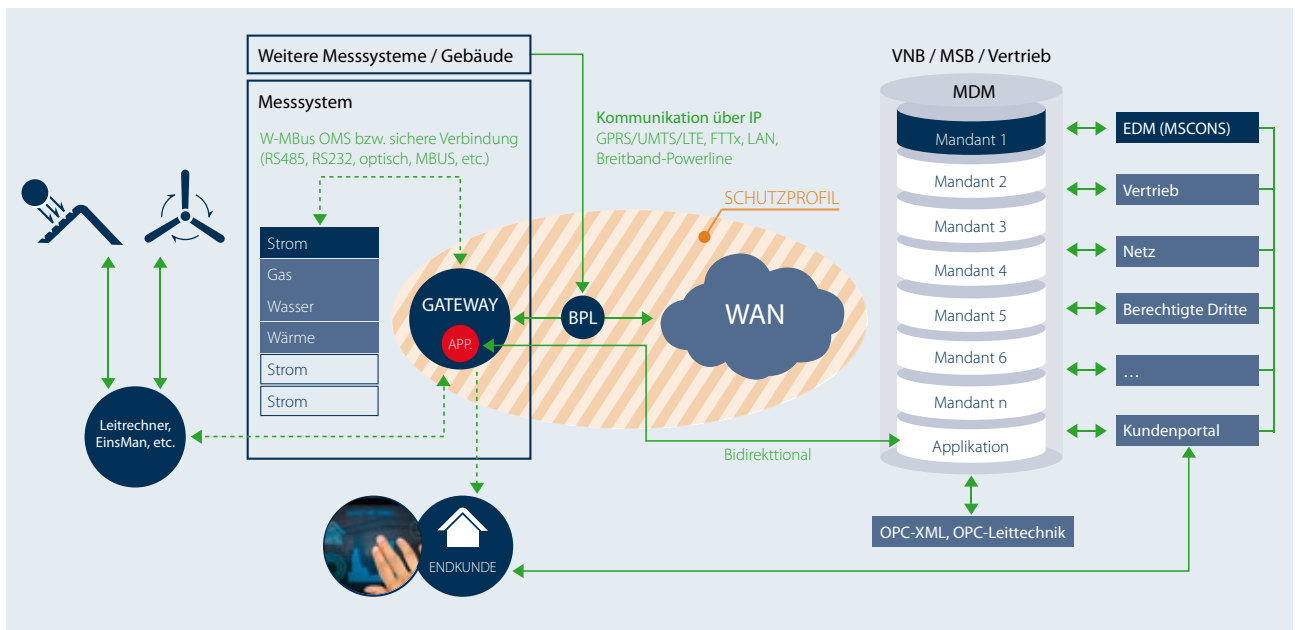 Weitere Messsysteme / Gebäude
Messsystem
W-MBus OMS bzw. sichere Verbindung
(RS485, RS232, optisch, MBUS, etc.)
Strom
Gas
Wasser
Wärme
Strom
Strom
Leitrechner,
EinsMan, etc.
GATEWAY
APP.
BPL
Kommunikation über IP
GPRS/UMTS/LTE, FTTx, LAN,
Breitband-Powerline
SCHUTZPROFIL
WAN
Bidirekttional
ENDKUNDE
VNB / MSB / Vertrieb
MDM
Mandant 1
Mandant 2
Mandant 3
Mandant 4
Mandant 5
Mandant 6
Mandant n
Applikation
OPC-XML, OPC-Leittechnik
EDM (MSCONS)
Vertrieb
Netz
Berechtigte Dritte
…
Kundenportal